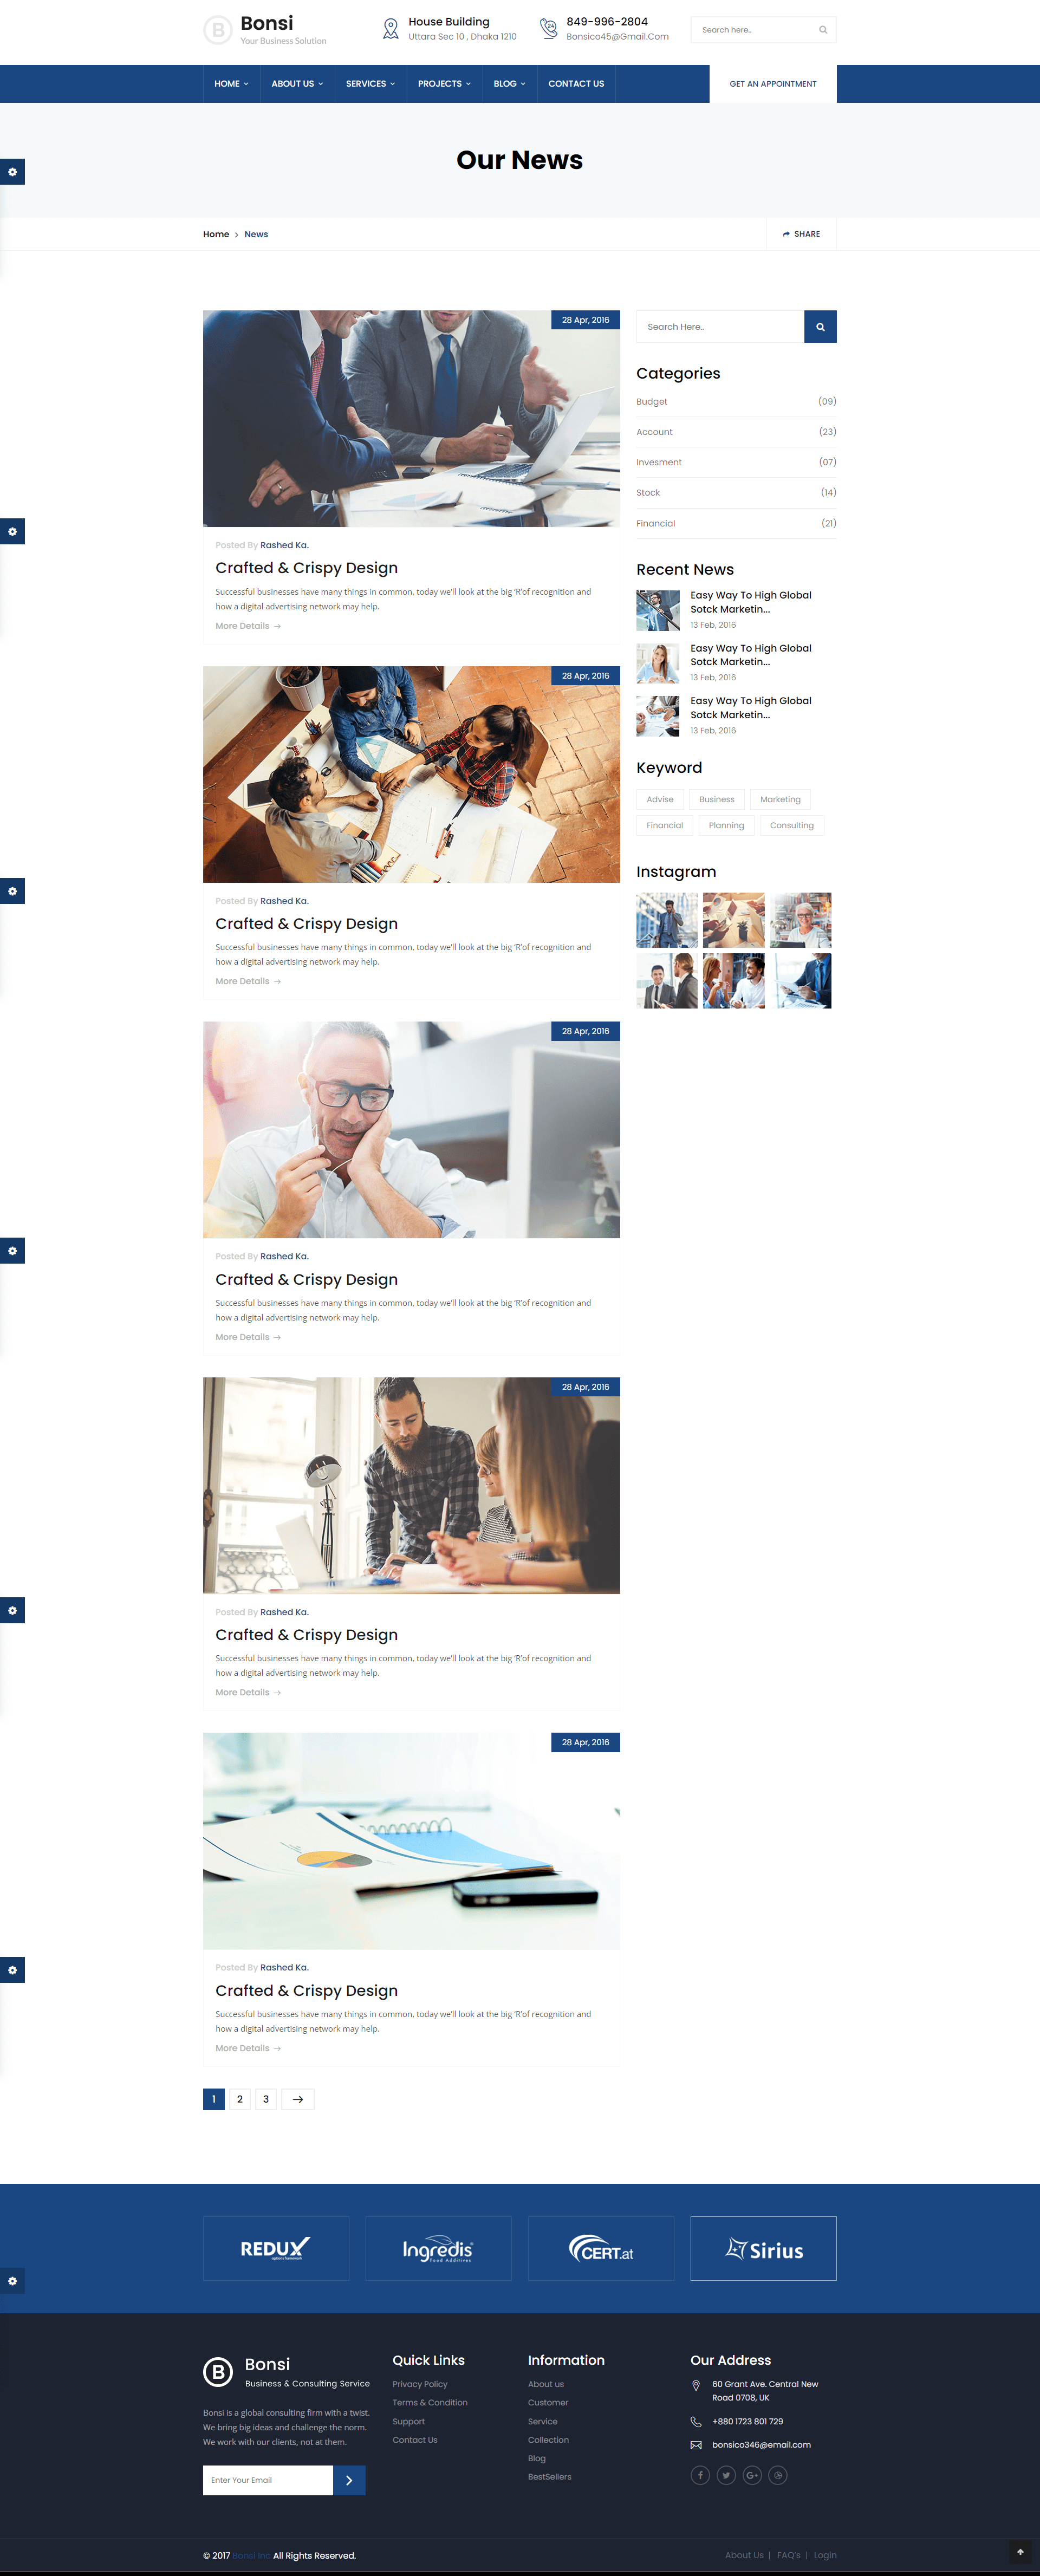 B
Bonsi
Your Business Solution
House Building
Uttara Sec 10 , Dhaka 1210
24
849-996-2804
Bonsico45@Gmail.Com
Search here..
HOME
ABOUT US
SERVICES
PROJECTS
BLOG
CONTACT US
GET AN APPOINTMENT
Our News
Home > News
SHARE
28 Apr, 2016
Posted By Rashed Ka.
Crafted & Crispy Design
Successful businesses have many things in common, today we'll look at the big 'R'of recognition and
how a digital advertising network may help.
More Details →
28 Apr, 2016
Posted By Rashed Ka.
Crafted & Crispy Design
Successful businesses have many things in common, today we'll look at the big 'R'of recognition and
how a digital advertising network may help.
More Details →
28 Apr, 2016
Posted By Rashed Ka.
Crafted & Crispy Design
Successful businesses have many things in common, today we'll look at the big 'R'of recognition and
how a digital advertising network may help.
More Details →
28 Apr, 2016
Posted By Rashed Ka.
Crafted & Crispy Design
Successful businesses have many things in common, today we'll look at the big 'R'of recognition and
how a digital advertising network may help.
More Details →
28 Apr, 2016
Posted By Rashed Ka.
Crafted & Crispy Design
Successful businesses have many things in common, today we'll look at the big 'R'of recognition and
how a digital advertising network may help.
More Details →
1 2 3 →
Search Here..
Categories
Budget (09)
Account (23)
Invesment (07)
Stock (14)
Financial (21)
Recent News
Easy Way To High Global
Sotck Marketin...
13 Feb, 2016
Easy Way To High Global
Sotck Marketin...
13 Feb, 2016
Easy Way To High Global
Sotck Marketin...
13 Feb, 2016
Keyword
Advise Business Marketing
Financial Planning Consulting
Instagram
REDUX
options framework
Ingredis
Food Additives
CERT.at
Sirius
B
Bonsi
Business & Consulting Service
Bonsi is a global consulting firm with a twist.
We bring big ideas and challenge the norm.
We work with our clients, not at them.
Enter Your Email
Quick Links
Privacy Policy
Terms & Condition
Support
Contact Us
Information
About us
Customer
Service
Collection
Blog
BestSellers
Our Address
60 Grant Ave. Central New
Road 0708, UK
+880 1723 801 729
bonsico346@email.com
© 2017 Bonsi Inc All Rights Reserved.
About Us | FAQ's | Login